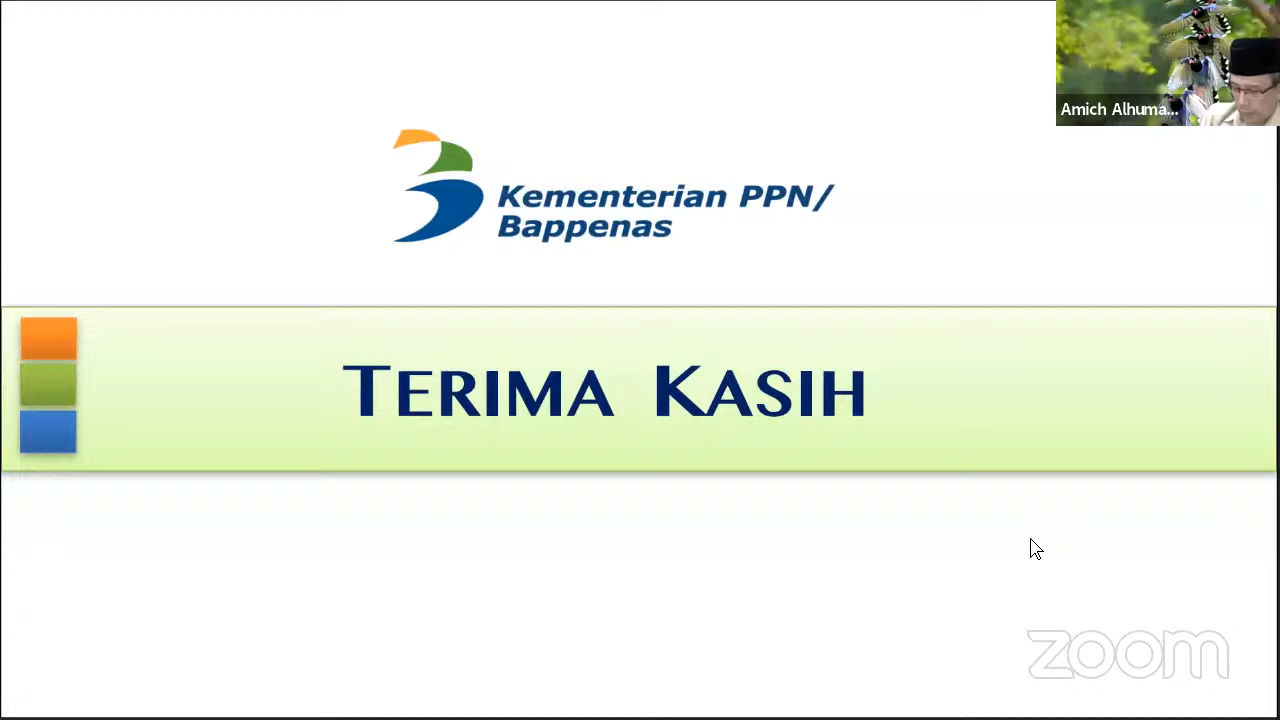 Amich Alhuma...
Kementerian PPN/
Bappenas
TERIMA KASIH
zoom